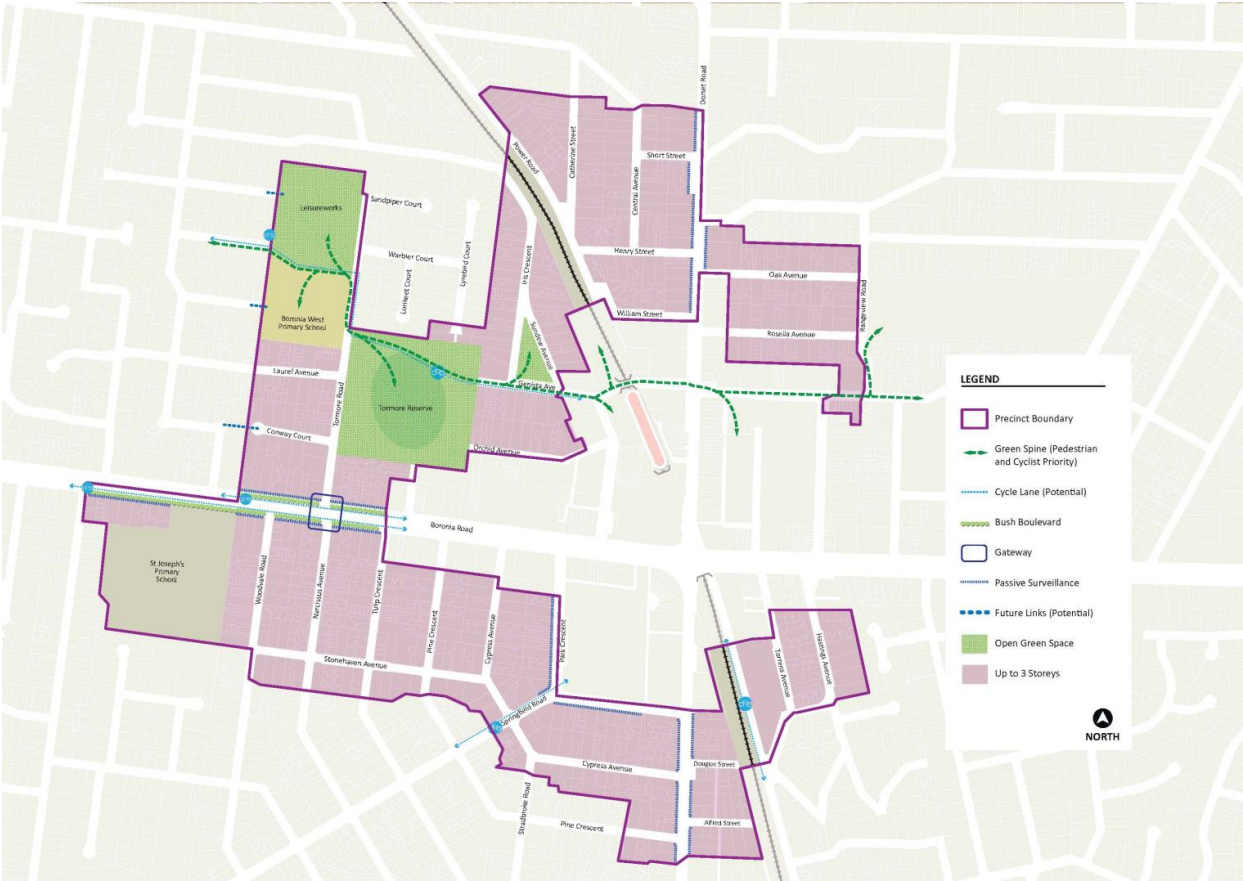 Dorset Road
Power Road
Catherine Street
Short Street
Central Avenue
Leisureworks
Sandpiper Court
Warbler Court
Lyrebird Court
Lorikeet Court
Iris Crescent
Henry Street
Oak Avenue
Rangeview Road
William Street
Rosella Avenue
Boronia West
Primary School
Sundew Avenue
Genista Ave
Laurel Avenue
Tormore Road
Tormore Reserve
Conway Court
Orchid Avenue
Boronia Road
St Joseph's
Primary
School
Woodvale Road
Narcissus Avenue
Tulip Crescent
Pine Crescent
Cypress Avenue
Park Crescent
Stonehaven Avenue
Springfield Road
Torrens Avenue
Hastings Avenue
Cypress Avenue
Douglas Street
Stradbroke Road
Pine Crescent
Alfred Street
LEGEND
Precinct Boundary
Green Spine (Pedestrian
and Cyclist Priority)
Cycle Lane (Potential)
Bush Boulevard
Gateway
Passive Surveillance
Future Links (Potential)
Open Green Space
Up to 3 Storeys
NORTH